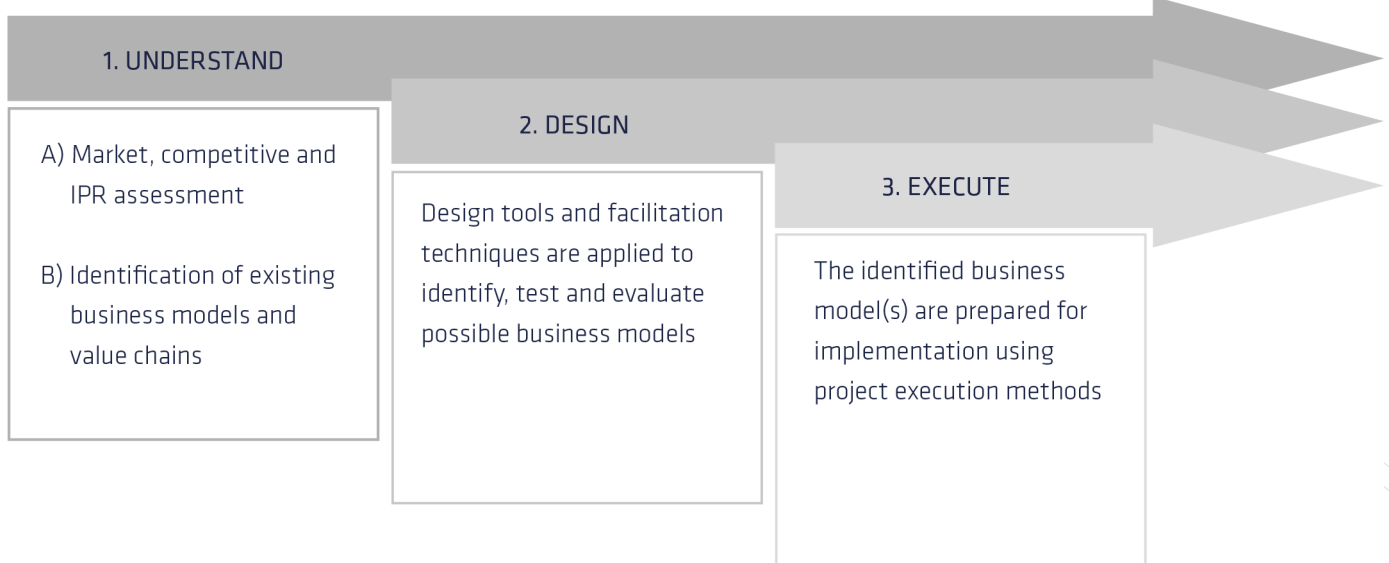 1. UNDERSTAND
A) Market, competitive and
IPR assessment
B) Identification of existing
business models and
value chains
2. DESIGN
Design tools and facilitation
techniques are applied to
identify, test and evaluate
possible business models
3. EXECUTE
The identified business
model(s) are prepared for
implementation using
project execution methods